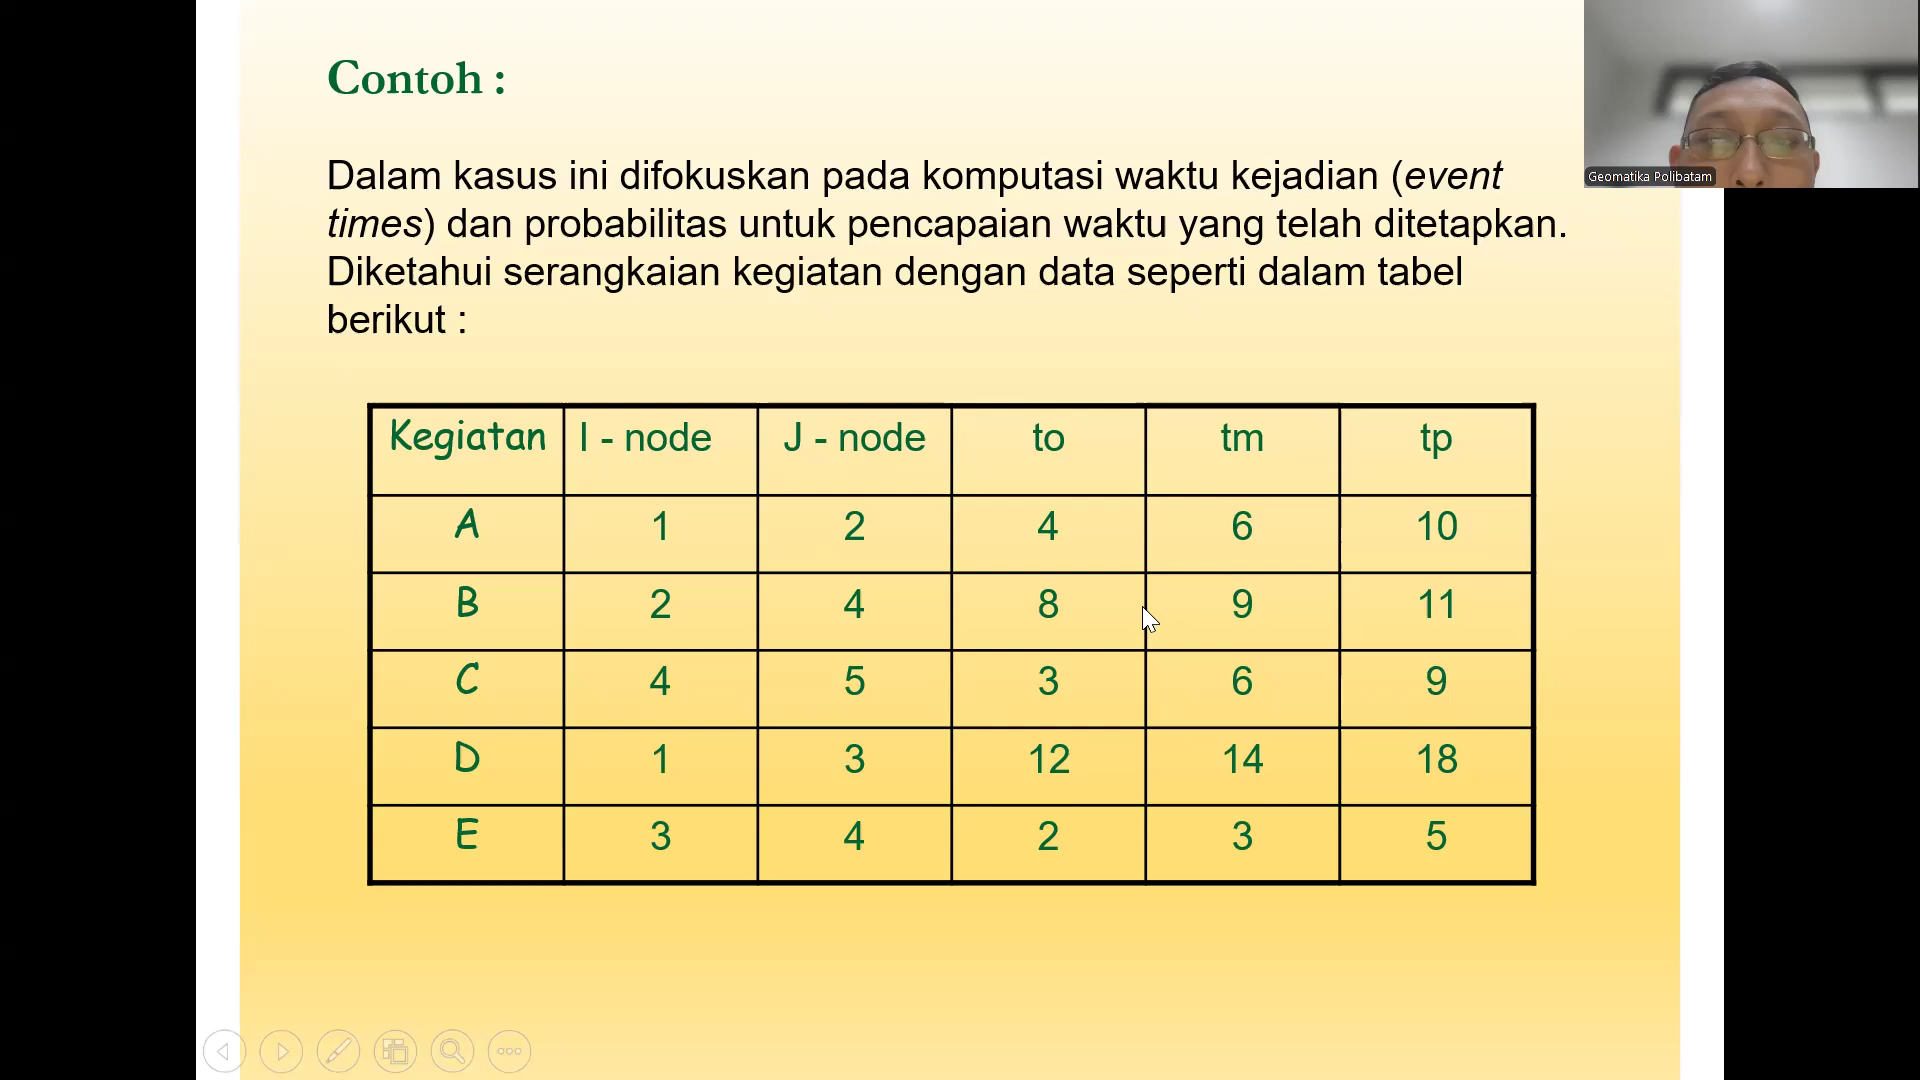 Contoh :
Geomatika Polibatam
Dalam kasus ini difokuskan pada komputasi waktu kejadian (event
times) dan probabilitas untuk pencapaian waktu yang telah ditetapkan.
Diketahui serangkaian kegiatan dengan data seperti dalam tabel
berikut :
Kegiatan I - node J - node to tm tp
A 1 2 4 6 10
B 2 4 8 9 11
C 4 5 3 6 9
D 1 3 12 14 18
E 3 4 2 3 5